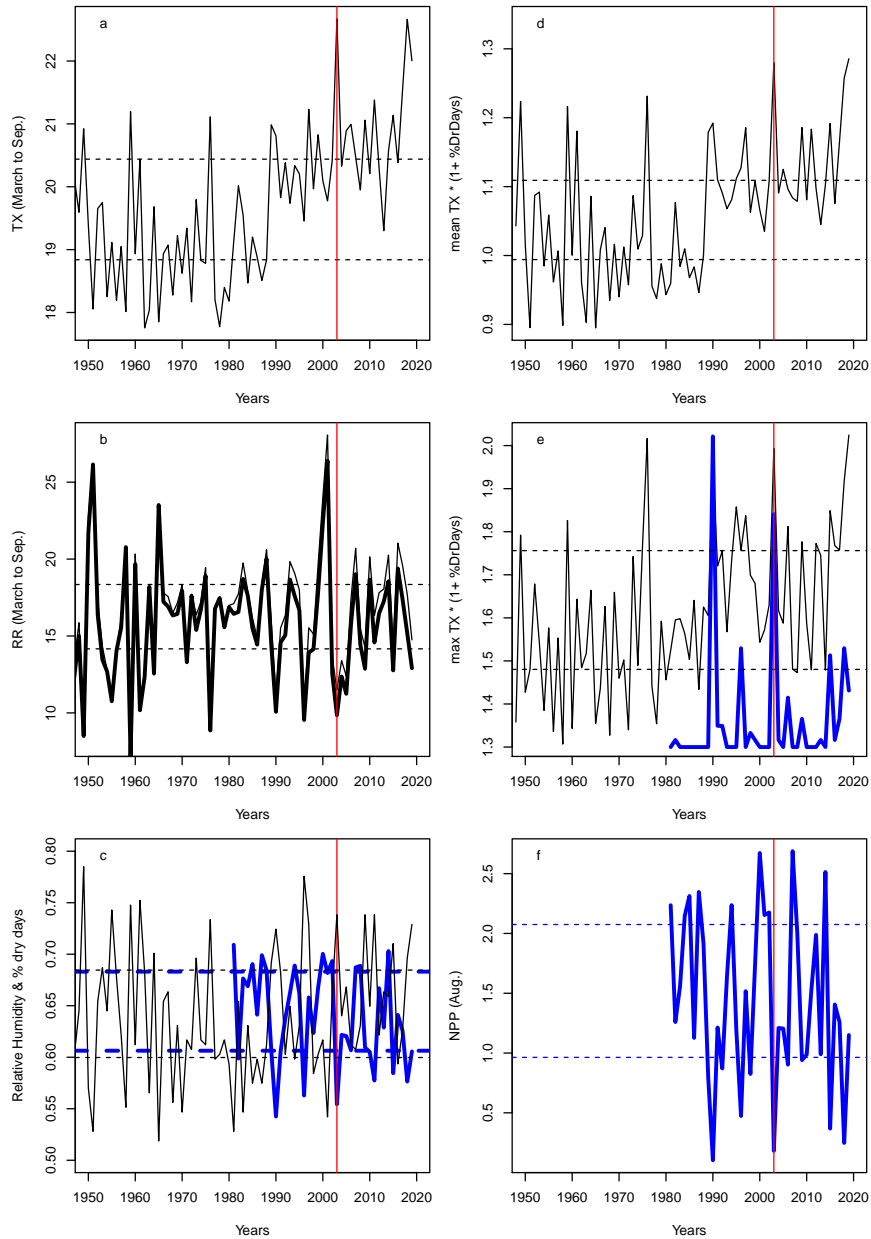 a
TX (March to Sep.)
22
21
20
19
18
1950 1960 1970 1980 1990 2000 2010 2020
Years
d
mean TX * (1+ %DrDays)
1.3
1.2
1.1
1.0
0.9
1950 1960 1970 1980 1990 2000 2010 2020
Years
b
RR (March to Sep.)
25
20
15
10
1950 1960 1970 1980 1990 2000 2010 2020
Years
e
max TX * (1+ %DrDays)
2.0
1.9
1.8
1.7
1.6
1.5
1.4
1.3
1950 1960 1970 1980 1990 2000 2010 2020
Years
c
Relative Humidity & % dry days
0.80
0.75
0.70
0.65
0.60
0.55
0.50
1950 1960 1970 1980 1990 2000 2010 2020
Years
f
NPP (Aug.)
2.5
2.0
1.5
1.0
0.5
1950 1960 1970 1980 1990 2000 2010 2020
Years